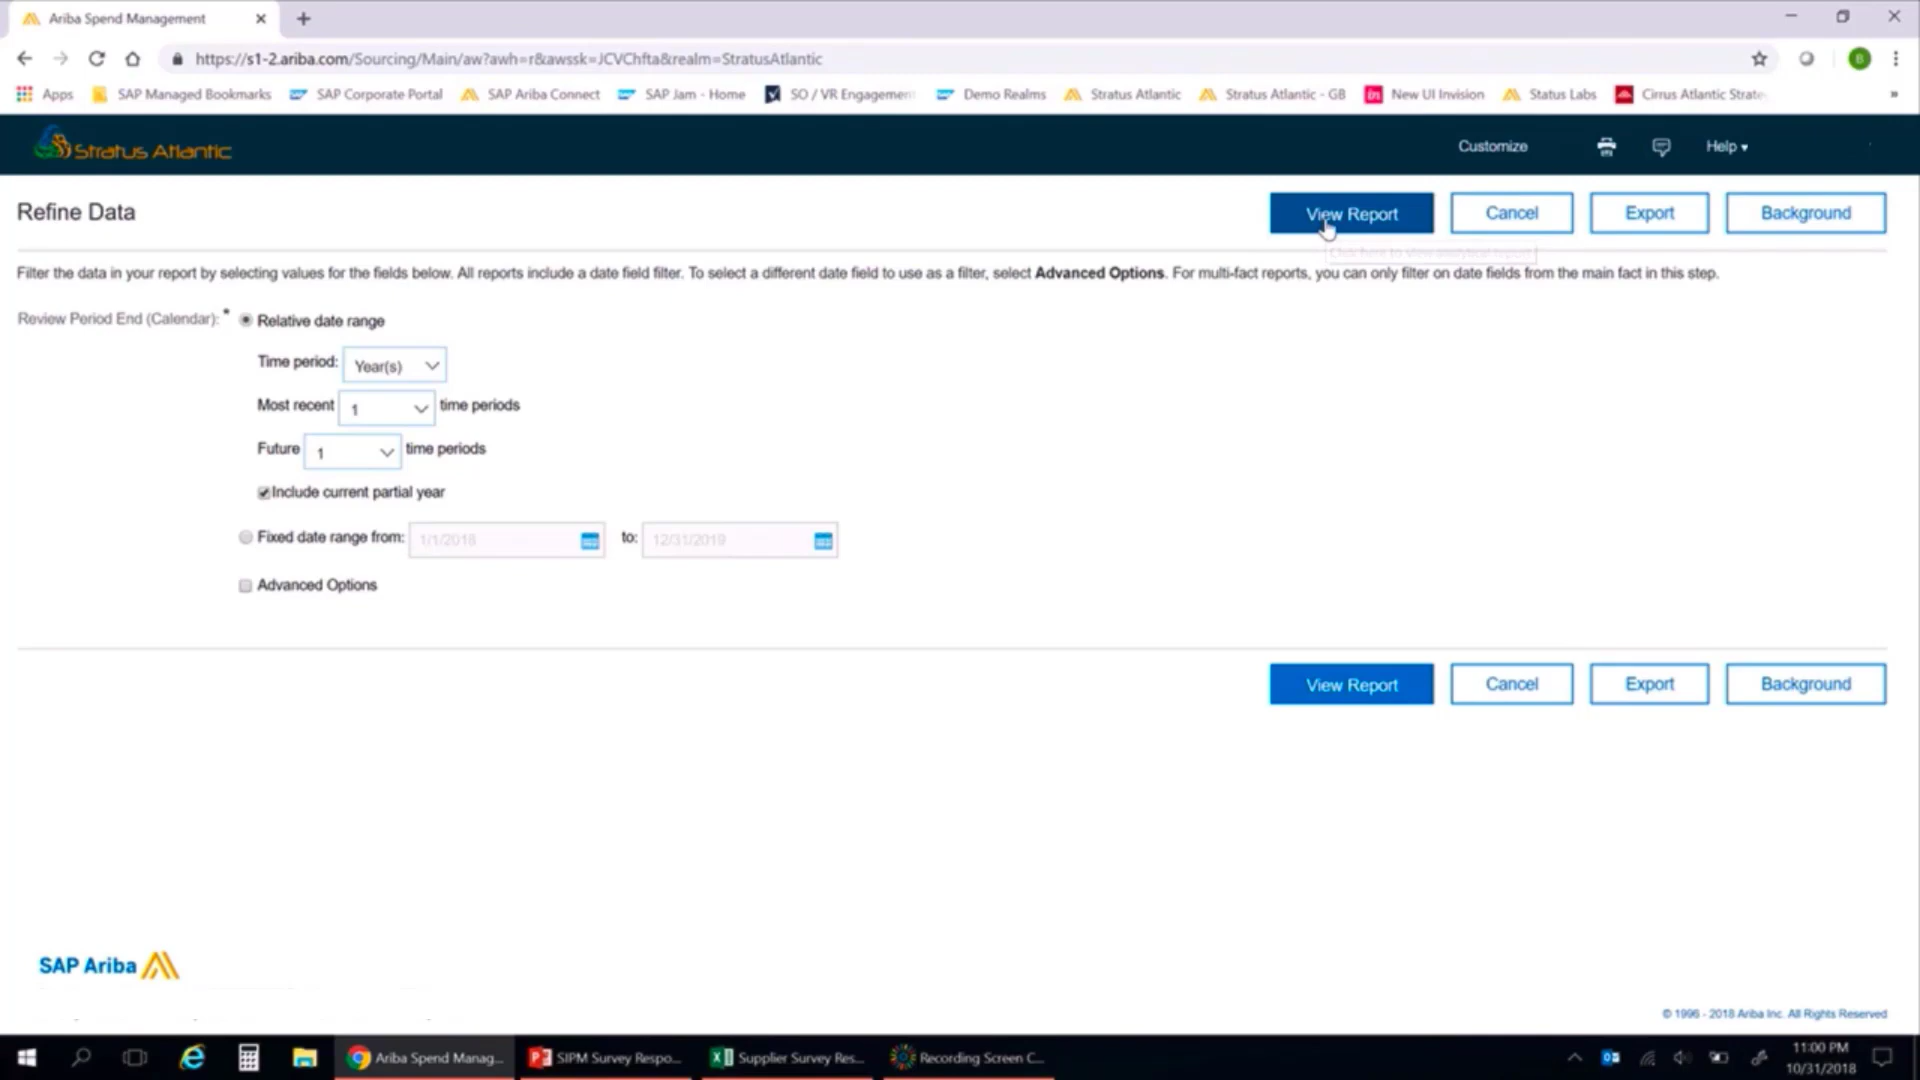 Ariba Spend Management
https://s1-2.ariba.com/Sourcing/Main/aw?awh=r&awssk=JCVChfta&realm=StratusAtlantic
Apps SAP Managed Bookmarks SAP Corporate Portal SAP Ariba Connect SAP Jam - Home SO / VR Engagement Demo Realms Stratus Atlantic Stratus Atlantic - GB New UI Invision Status Labs Cirrus Atlantic Strate
Stratus Atlantic Customize Help
Refine Data View Report Cancel Export Background
Click here to view analytical report
Filter the data in your report by selecting values for the fields below. All reports include a date field filter. To select a different date field to use as a filter, select Advanced Options. For multi-fact reports, you can only filter on date fields from the main fact in this step.
Review Period End (Calendar): * Relative date range
Time period: Year(s)
Most recent 1 time periods
Future 1 time periods
Include current partial year
Fixed date range from: 1/1/2018 to: 12/31/2019
Advanced Options
View Report Cancel Export Background
SAP Ariba
© 1996 - 2018 Ariba Inc. All Rights Reserved
Ariba Spend Manag... SIPM Survey Respo... Supplier Survey Res... Recording Screen C...
11:00 PM
10/31/2018